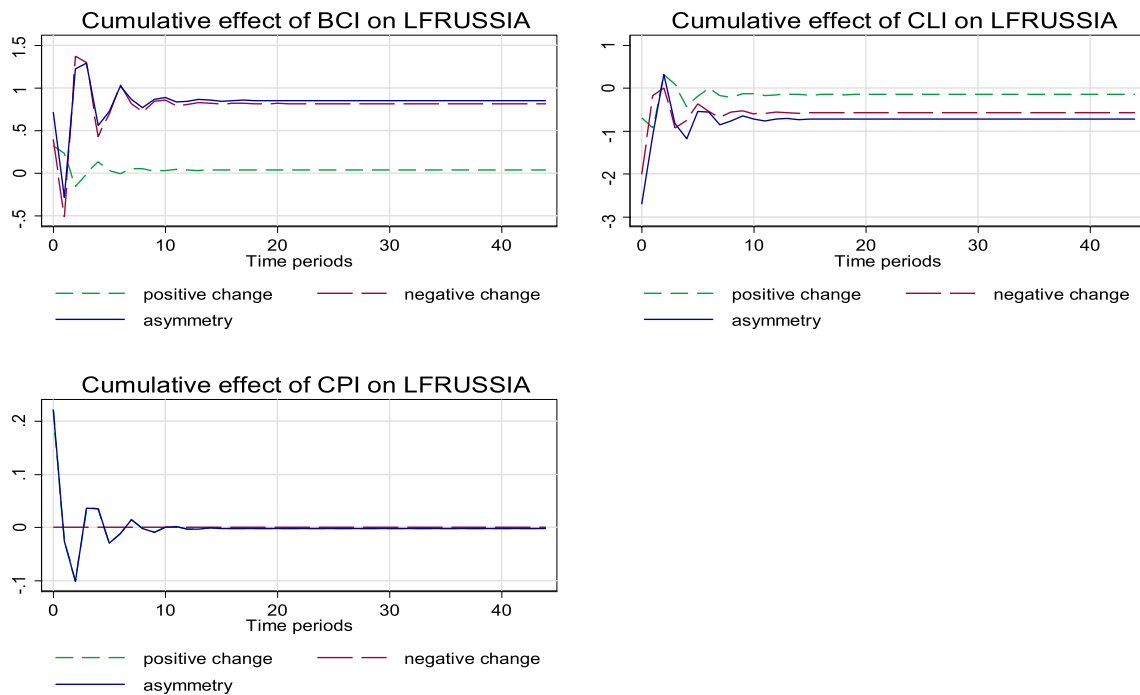 Cumulative effect of BCI on LFRUSSIA
1.5
1
.5
0
-.5
0 10 20 30 40
Time periods
positive change negative change
asymmetry
Cumulative effect of CLI on LFRUSSIA
1
0
-1
-2
-3
0 10 20 30 40
Time periods
positive change negative change
asymmetry
Cumulative effect of CPI on LFRUSSIA
.2
.1
0
-.1
0 10 20 30 40
Time periods
positive change negative change
asymmetry